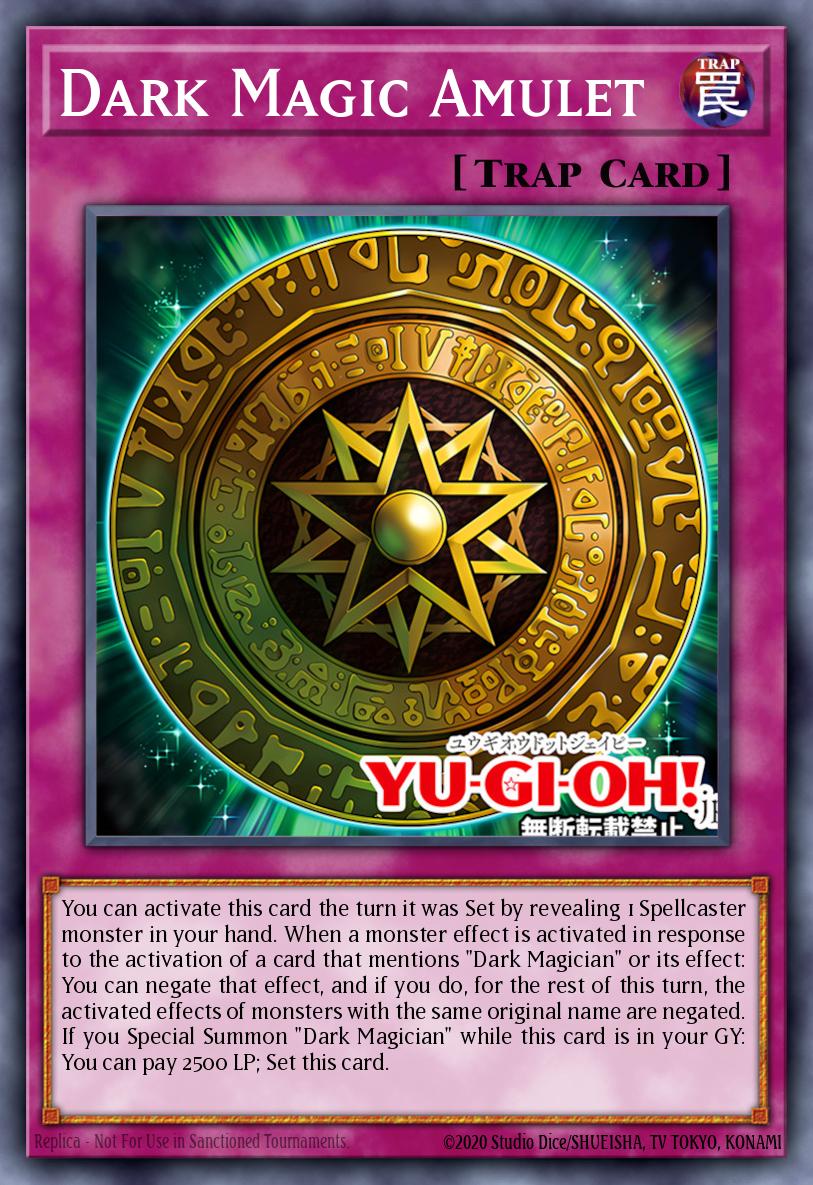 DARK MAGIC AMULET
TRAP
罠
[TRAP CARD]
ユウギオウドットジェイピー
YU-GI-OH!
無断転載禁止
You can activate this card the turn it was Set by revealing 1 Spellcaster
monster in your hand. When a monster effect is activated in response
to the activation of a card that mentions "Dark Magician" or its effect:
You can negate that effect, and if you do, for the rest of this turn, the
activated effects of monsters with the same original name are negated.
If you Special Summon "Dark Magician" while this card is in your GY:
You can pay 2500 LP; Set this card.
Replica - Not For Use in Sanctioned Tournaments.
©2020 Studio Dice/SHUEISHA, TV TOKYO, KONAMI